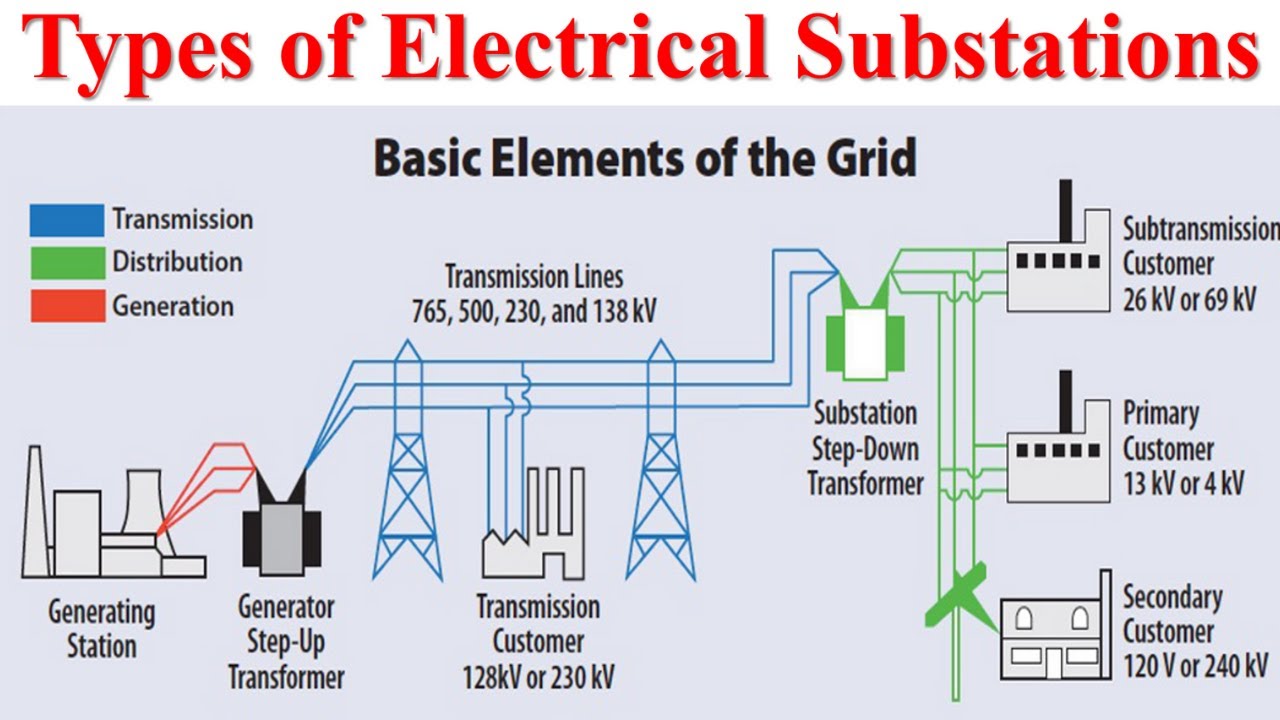 Types of Electrical Substations
Basic Elements of the Grid
Transmission
Distribution
Generation
Transmission Lines
765, 500, 230, and 138 kV
Subtransmission
Customer
26 kV or 69 kV
Substation
Step-Down
Transformer
Primary
Customer
13 kV or 4 kV
Generating
Station
Generator
Step-Up
Transformer
Transmission
Customer
128kV or 230 kV
Secondary
Customer
120 V or 240 kV